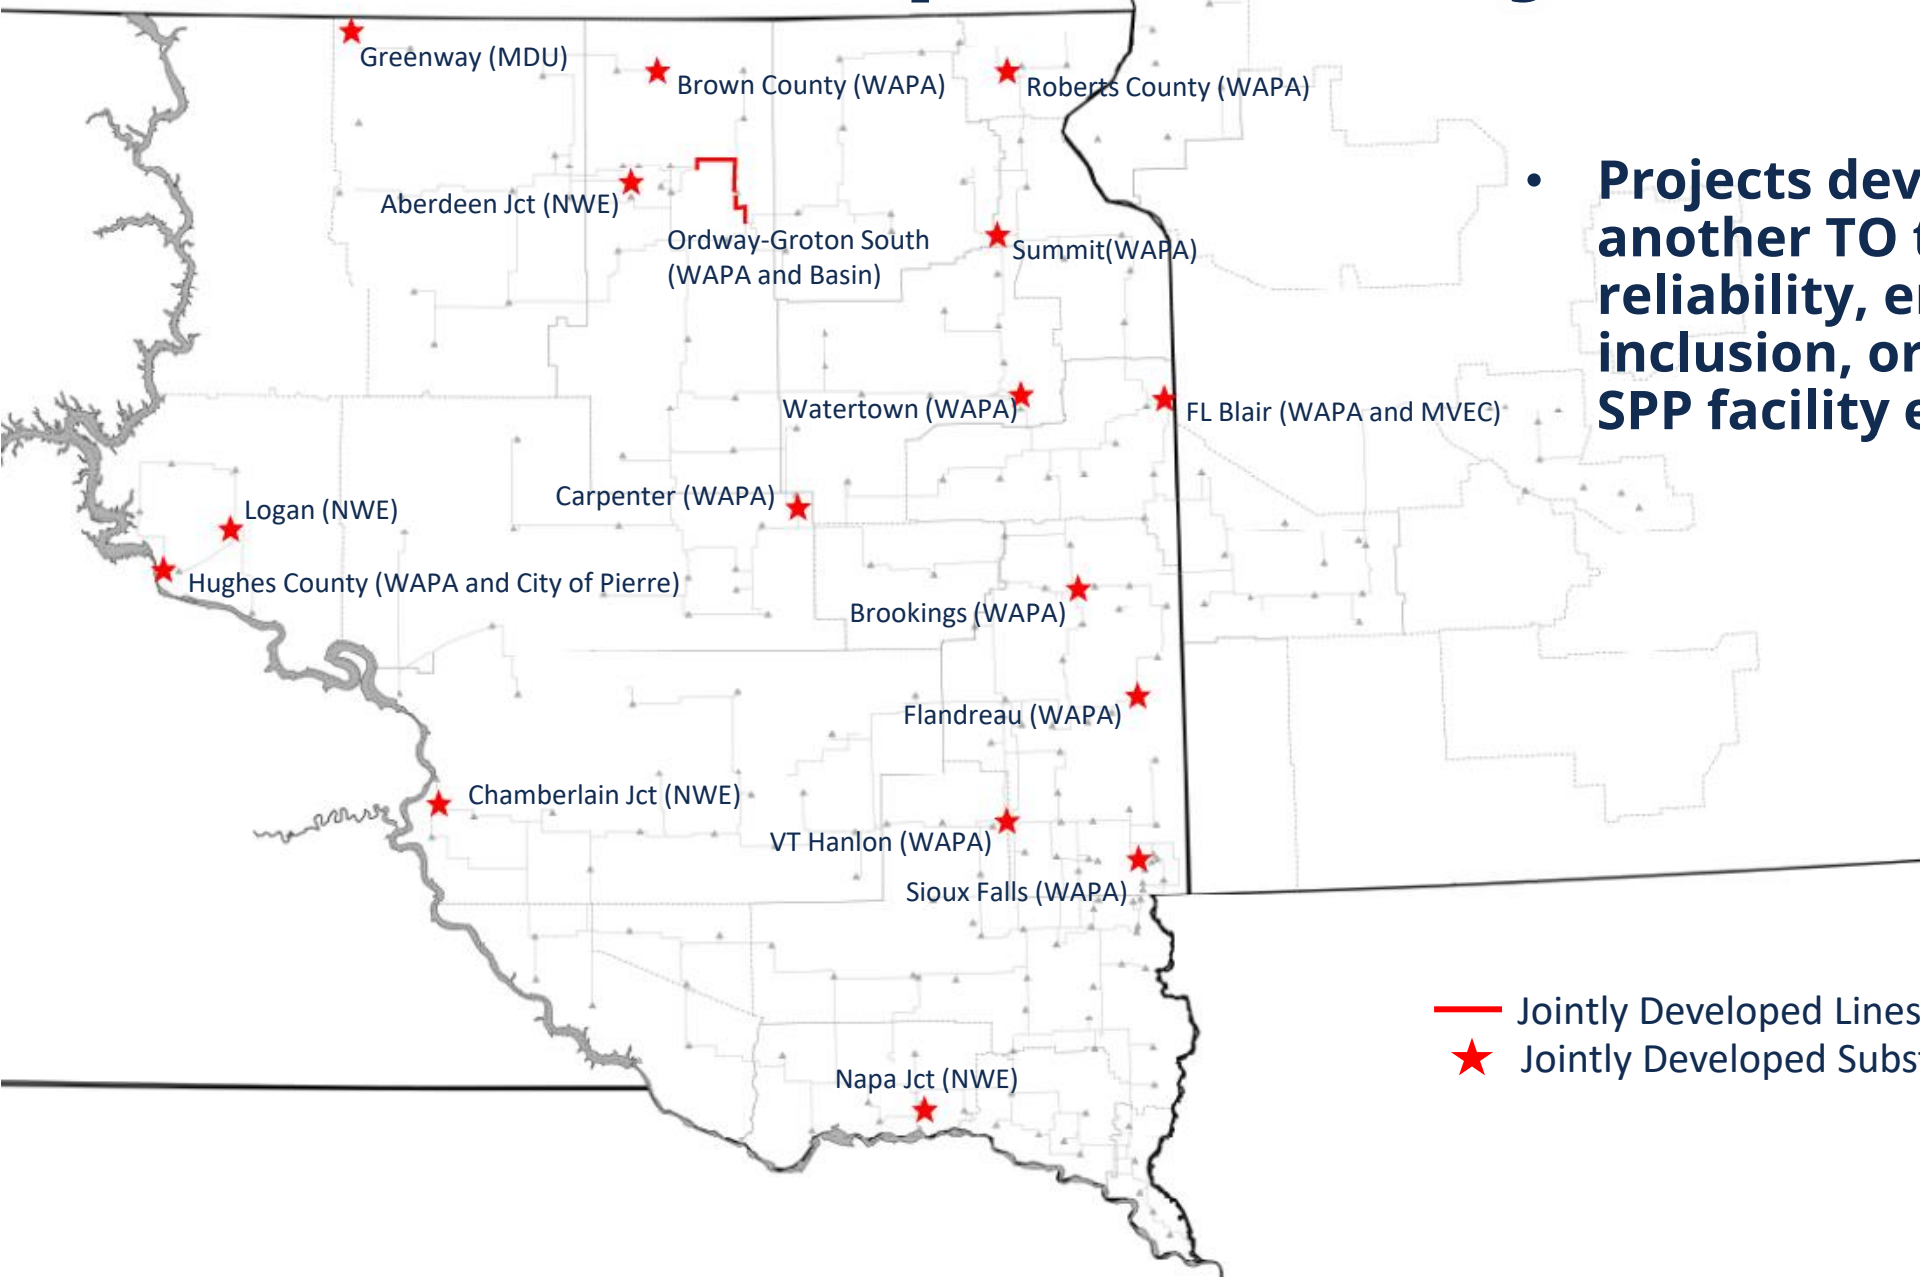 Greenway (MDU)
Brown County (WAPA)
Roberts County (WAPA)
Aberdeen Jct (NWE)
Ordway-Groton South
(WAPA and Basin)
Summit(WAPA)
Watertown (WAPA)
FL Blair (WAPA and MVEC)
Carpenter (WAPA)
Logan (NWE)
Hughes County (WAPA and City of Pierre)
Brookings (WAPA)
Flandreau (WAPA)
Chamberlain Jct (NWE)
VT Hanlon (WAPA)
Sioux Falls (WAPA)
Napa Jct (NWE)
• Projects dev
another TO t
reliability, e
inclusion, or
SPP facility e
Jointly Developed Lines
Jointly Developed Subs